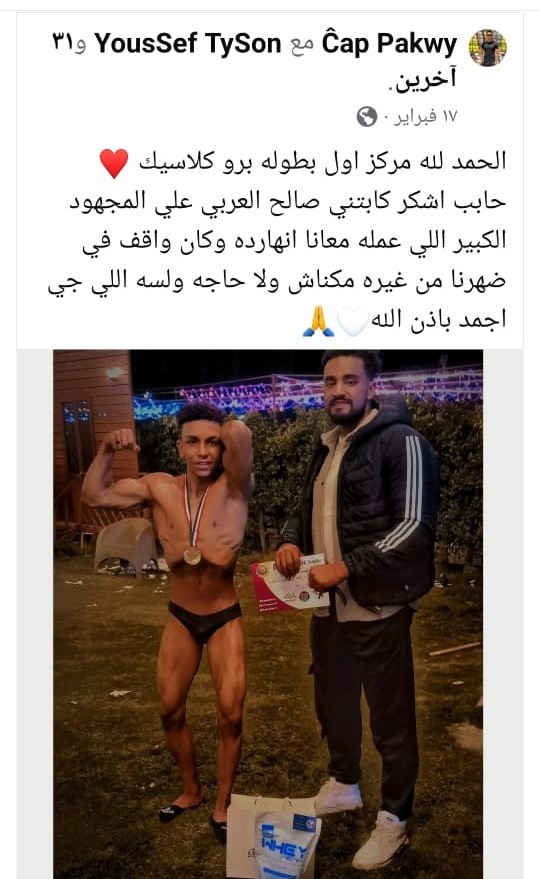 Ĉap Pakwy مع YousSef TySon و٣١
آخرين.
١٧ فبراير ·
الحمد لله مركز اول بطوله برو كلاسيك ♥️
حابب اشكر كابتني صالح العربي علي المجهود
الكبير اللي عمله معانا انهارده وكان واقف في
ضهرنا من غيره مكناش ولا حاجه ولسه اللي جي
اجمد باذن الله🤍🙏
WHEY